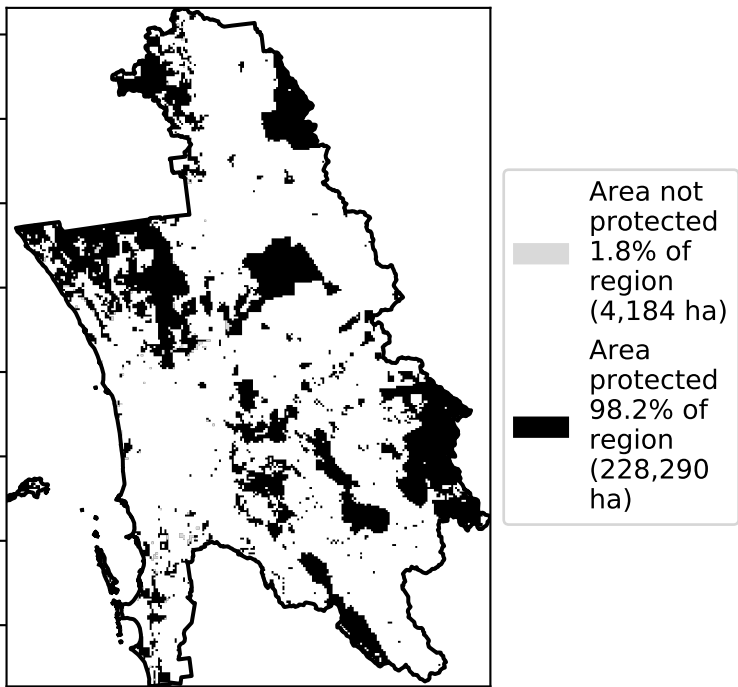 Area not
protected
1.8% of
region
(4,184 ha)
Area
protected
98.2% of
region
(228,290
ha)